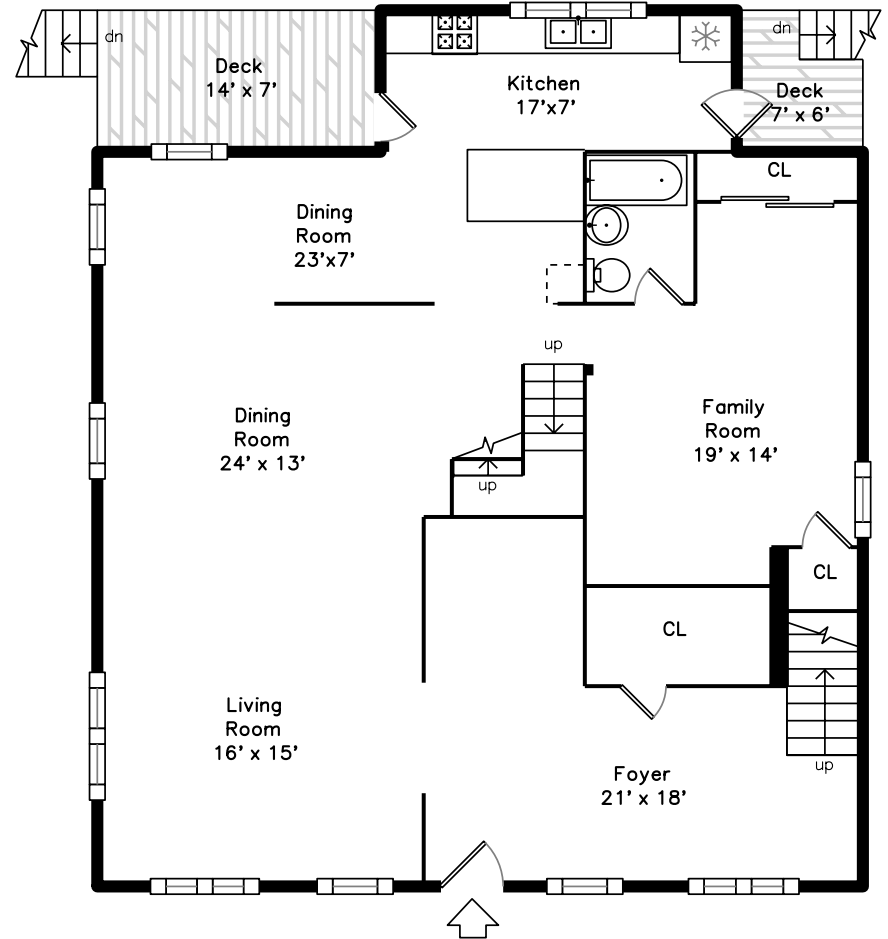 dn
Deck
14' x 7'
Kitchen
17'x7'
dn
Deck
7' x 6'
CL
Dining
Room
23'x7'
up
Dining
Room
24' x 13'
Family
Room
19' x 14'
up
CL
CL
Living
Room
16' x 15'
up
Foyer
21' x 18'